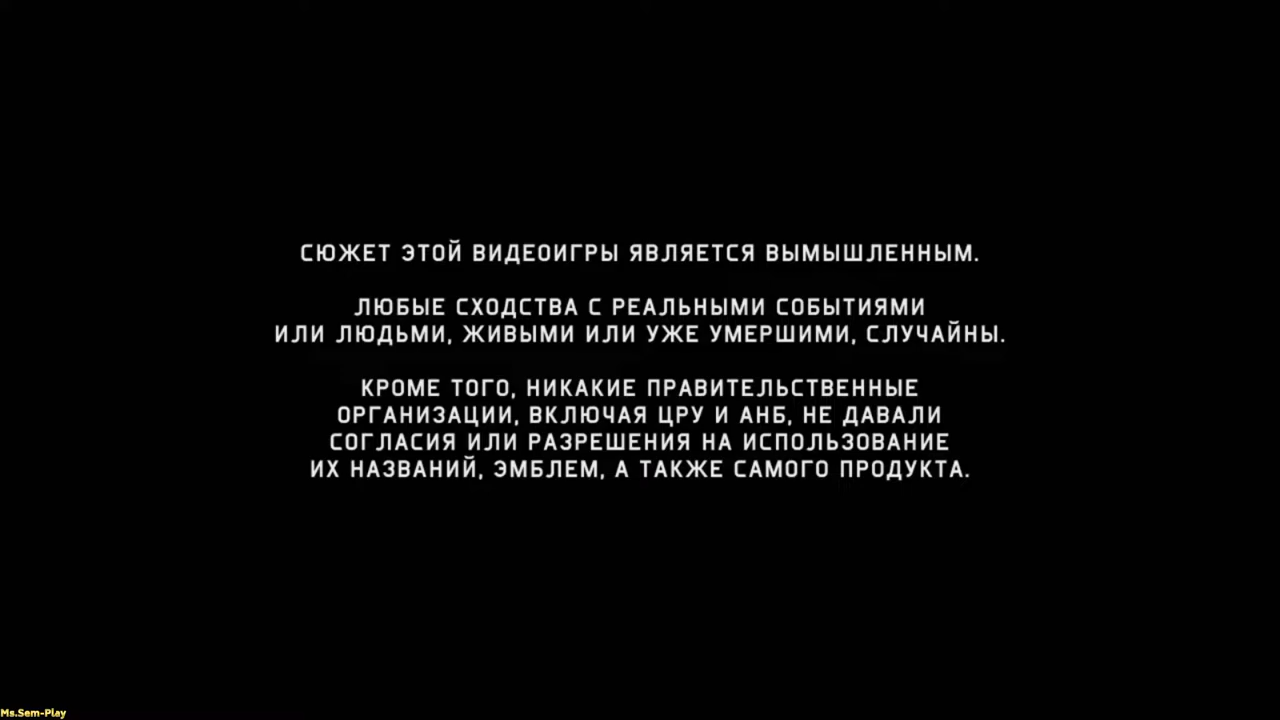 СЮЖЕТ ЭТОЙ ВИДЕОИГРЫ ЯВЛЯЕТСЯ ВЫМЫШЛЕННЫМ.
ЛЮБЫЕ СХОДСТВА С РЕАЛЬНЫМИ СОБЫТИЯМИ
ИЛИ ЛЮДЬМИ, ЖИВЫМИ ИЛИ УЖЕ УМЕРШИМИ, СЛУЧАЙНЫ.
КРОМЕ ТОГО, НИКАКИЕ ПРАВИТЕЛЬСТВЕННЫЕ
ОРГАНИЗАЦИИ, ВКЛЮЧАЯ ЦРУ И АНБ, НЕ ДАВАЛИ
СОГЛАСИЯ ИЛИ РАЗРЕШЕНИЯ НА ИСПОЛЬЗОВАНИЕ
ИХ НАЗВАНИЙ, ЭМБЛЕМ, А ТАКЖЕ САМОГО ПРОДУКТА.
Ms.Sem-Play